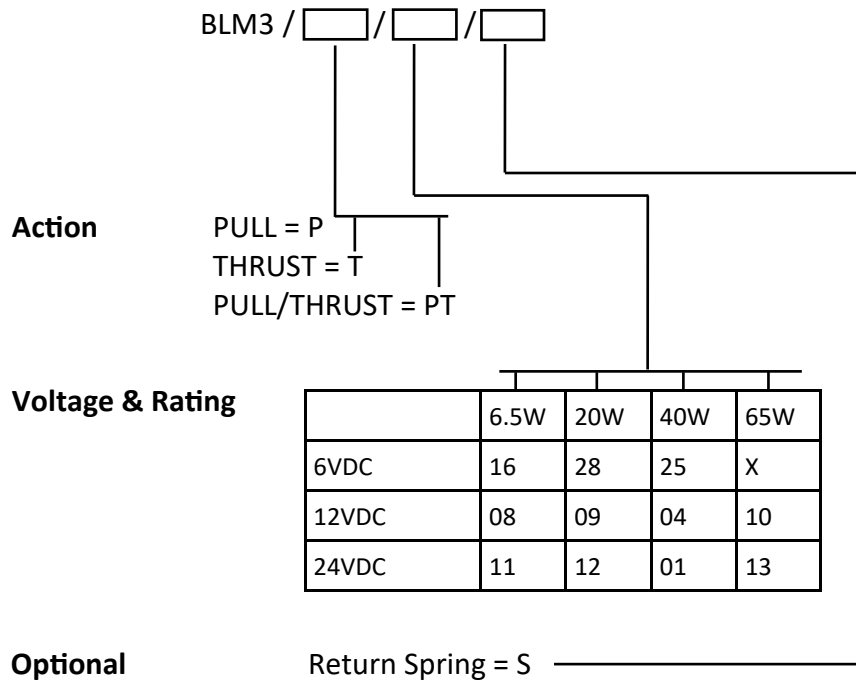 BLM3 / / /
Action
PULL = P
THRUST = T
PULL/THRUST = PT
Voltage & Rating
6.5W 20W 40W 65W
6VDC 16 28 25 X
12VDC 08 09 04 10
24VDC 11 12 01 13
Optional Return Spring = S